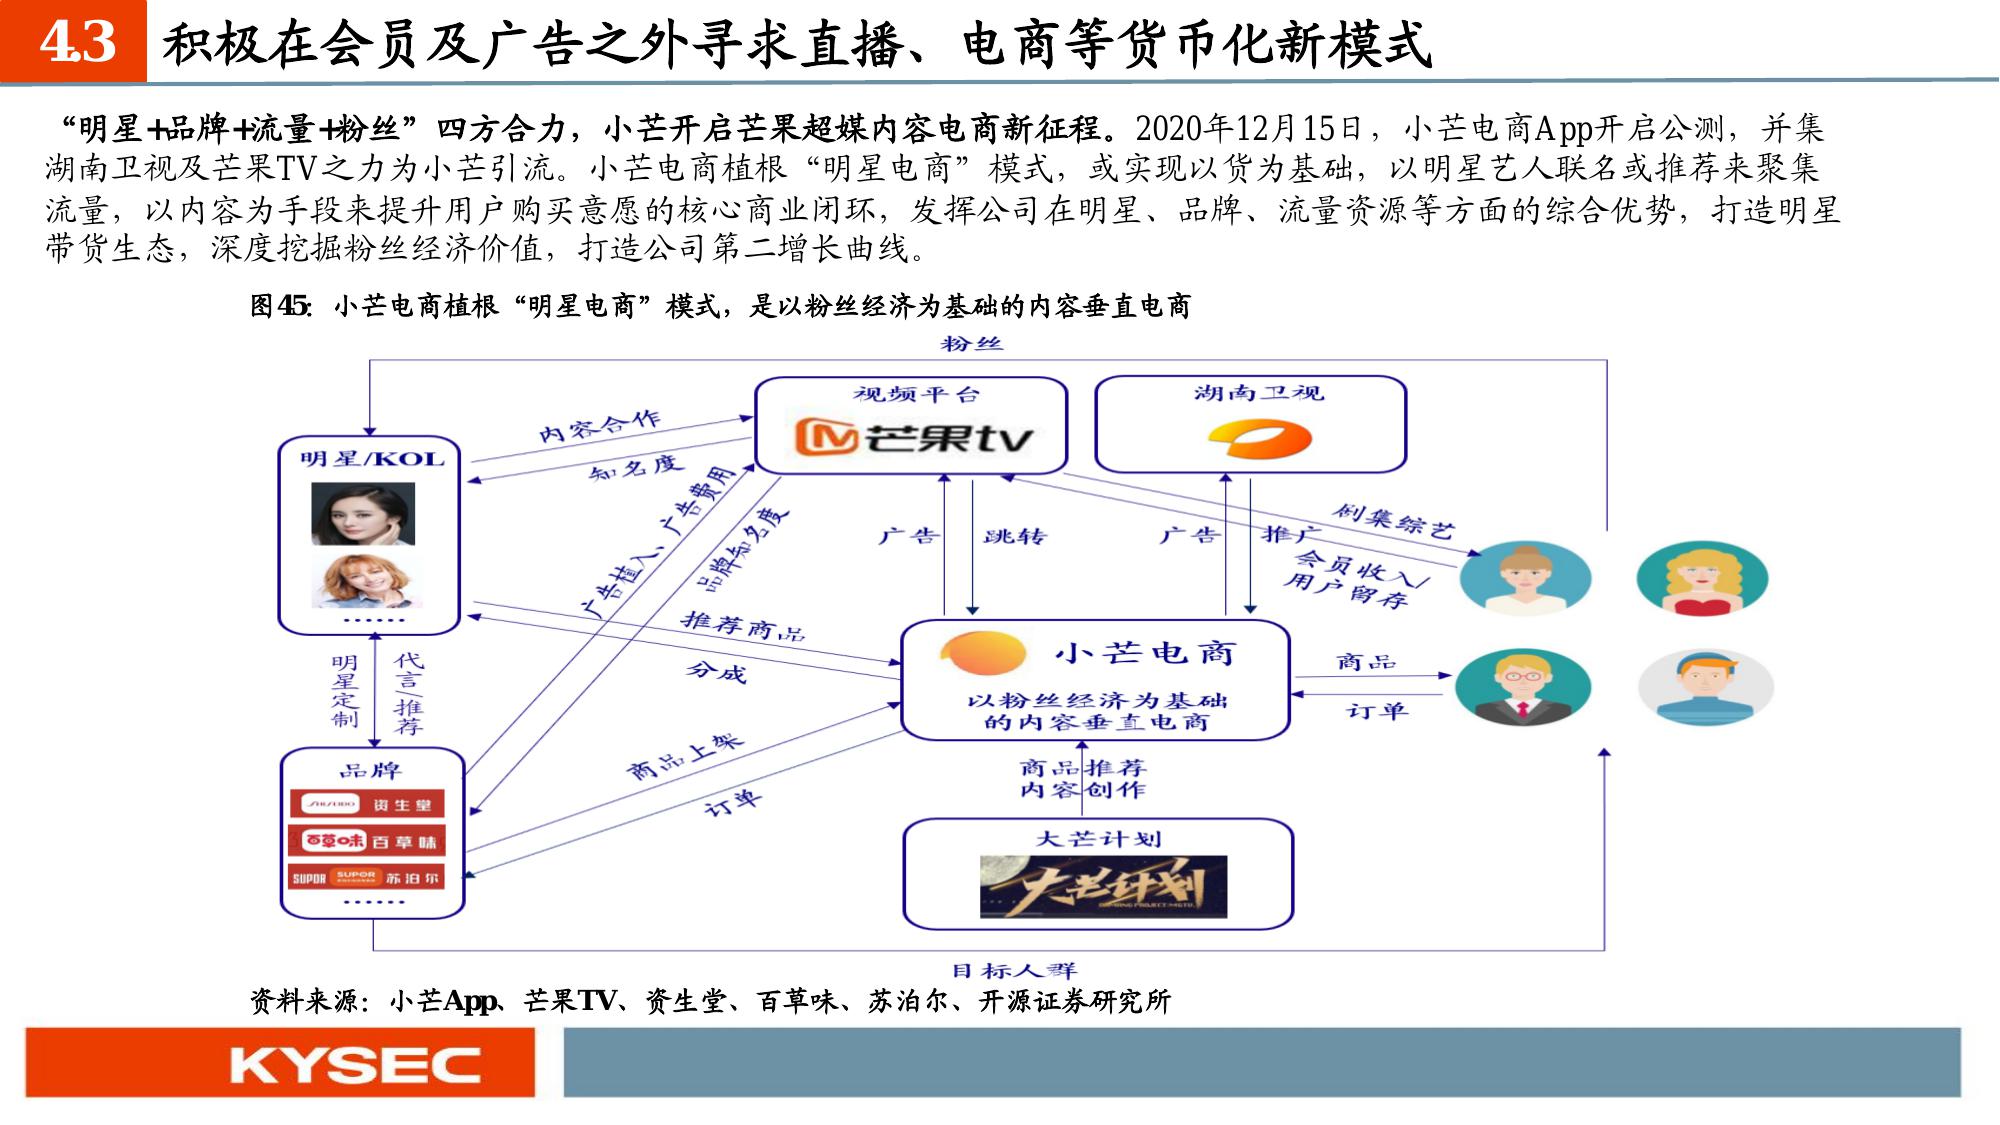 4.3 积极在会员及广告之外寻求直播、电商等货币化新模式
“明星+品牌+流量+粉丝”四方合力，小芒开启芒果超媒内容电商新征程。2020年12月15日，小芒电商App开启公测，并集
湖南卫视及芒果TV之力为小芒引流。小芒电商植根“明星电商”模式，或实现以货为基础，以明星艺人联名或推荐来聚集
流量，以内容为手段来提升用户购买意愿的核心商业闭环，发挥公司在明星、品牌、流量资源等方面的综合优势，打造明星
带货生态，深度挖掘粉丝经济价值，打造公司第二增长曲线。
图45：小芒电商植根“明星电商”模式，是以粉丝经济为基础的内容垂直电商
粉丝
视频平台
芒果tv
湖南卫视
明星/KOL
······
内容合作
知名度
广告植入、广告费用
品牌知名度
广告
跳转
广告
推广
剧集综艺
会员收入/
用户留存
推荐商品
分成
小芒电商
以粉丝经济为基础
的内容垂直电商
商品
订单
明星定制
代言/推荐
商品上架
订单
品牌
SHISEIDO 资生堂
百草味 百草味
SUPOR SUPOR 苏泊尔
······
商品推荐
内容创作
大芒计划
大芒计划
目标人群
资料来源：小芒App、芒果TV、资生堂、百草味、苏泊尔、开源证券研究所
KYSEC